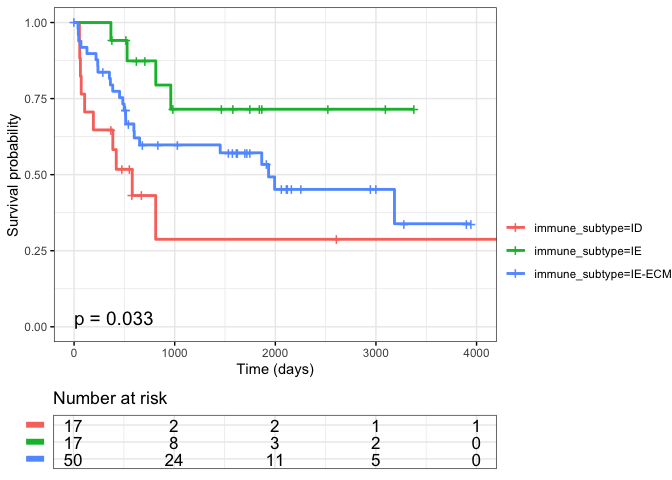 1.00
0.75
0.50
0.25
0.00
Survival probability
p = 0.033
0 1000 2000 3000 4000
Time (days)
immune_subtype=ID
immune_subtype=IE
immune_subtype=IE-ECM
Number at risk
17 2 2 1 1
17 8 3 2 0
50 24 11 5 0